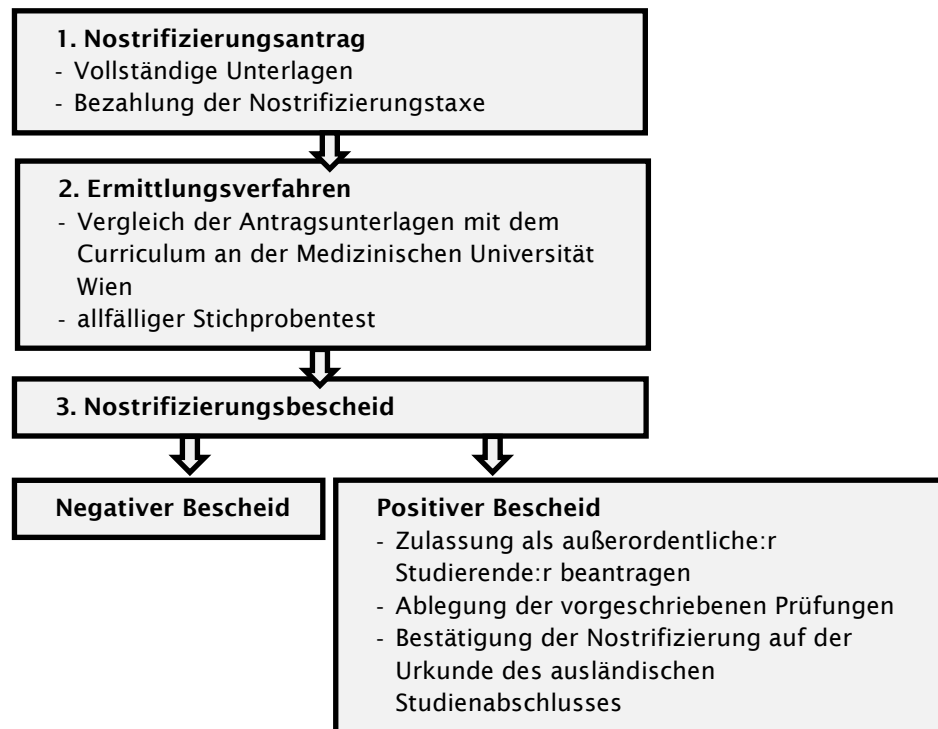 1. Nostrifizierungsantrag
- Vollständige Unterlagen
- Bezahlung der Nostrifizierungstaxe
2. Ermittlungsverfahren
- Vergleich der Antragsunterlagen mit dem
Curriculum an der Medizinischen Universität
Wien
- allfälliger Stichprobentest
3. Nostrifizierungsbescheid
Negativer Bescheid
Positiver Bescheid
- Zulassung als außerordentliche:r
Studierende:r beantragen
- Ablegung der vorgeschriebenen Prüfungen
- Bestätigung der Nostrifizierung auf der
Urkunde des ausländischen
Studienabschlusses